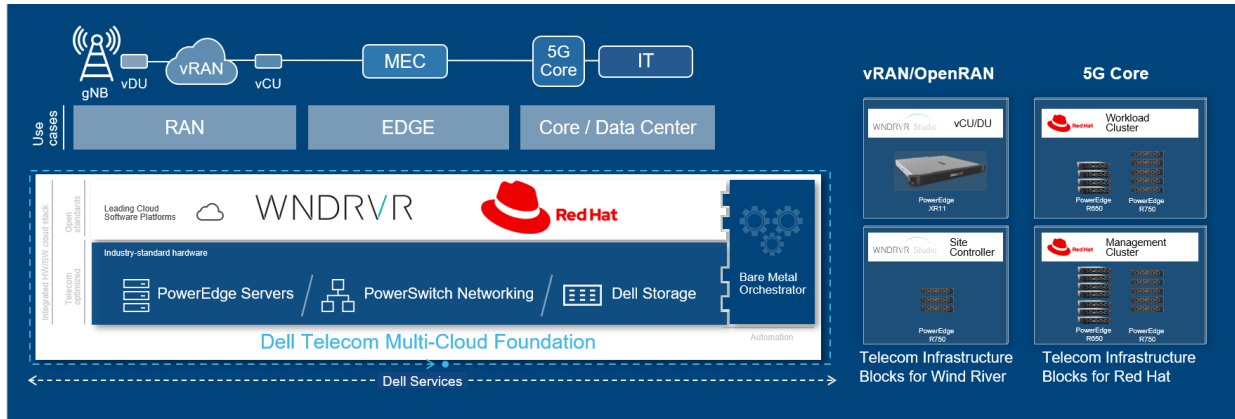 gNB
vDU
vRAN
vCU
MEC
5G
Core
IT
Use
cases
RAN
EDGE
Core / Data Center
Integrated HW/SW cloud stack
Open
standards
Telecom
optimized
Leading Cloud
Software Platforms
WNDRVR
Red Hat
Industry-standard hardware
PowerEdge Servers
PowerSwitch Networking
Dell Storage
Bare Metal
Orchestrator
Dell Telecom Multi-Cloud Foundation
Automation
Dell Services
vRAN/OpenRAN
WNDRVR Studio
vCU/DU
PowerEdge
XR11
WNDRVR Studio
Site
Controller
PowerEdge
R750
Telecom Infrastructure
Blocks for Wind River
5G Core
Red Hat
Workload
Cluster
PowerEdge
R650
PowerEdge
R750
Red Hat
Management
Cluster
PowerEdge
R650
PowerEdge
R750
Telecom Infrastructure
Blocks for Red Hat